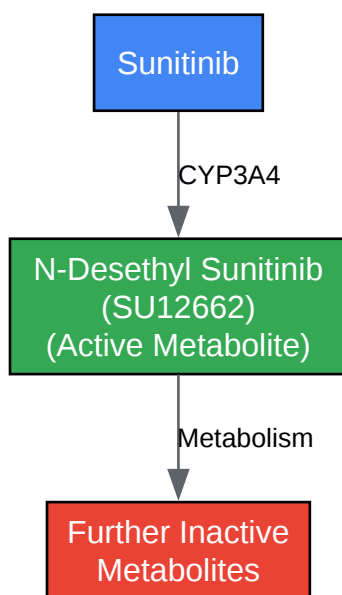 Sunitinib
CYP3A4
N-Desethyl Sunitinib
(SU12662)
(Active Metabolite)
Metabolism
Further Inactive
Metabolites